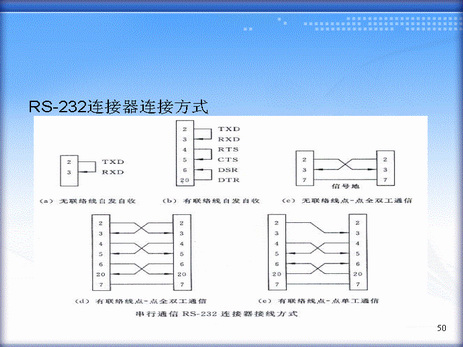 RS-232连接器连接方式
2 TXD
3 RXD
(a) 无联络线自发自收
2 TXD
3 RXD
4 RTS
5 CTS
6 DSR
20 DTR
(b) 有联络线自发自收
2 2
3 3
7 7
信号地
(c) 无联络线点-点全双工通信
2 2
3 3
4 4
5 5
6 6
20 20
7 7
(d) 有联络线点-点全双工通信
2 2
3 3
4 4
5 5
6 6
20 20
7 7
(e) 有联络线点-点单工通信
串行通信 RS-232 连接器接线方式
50